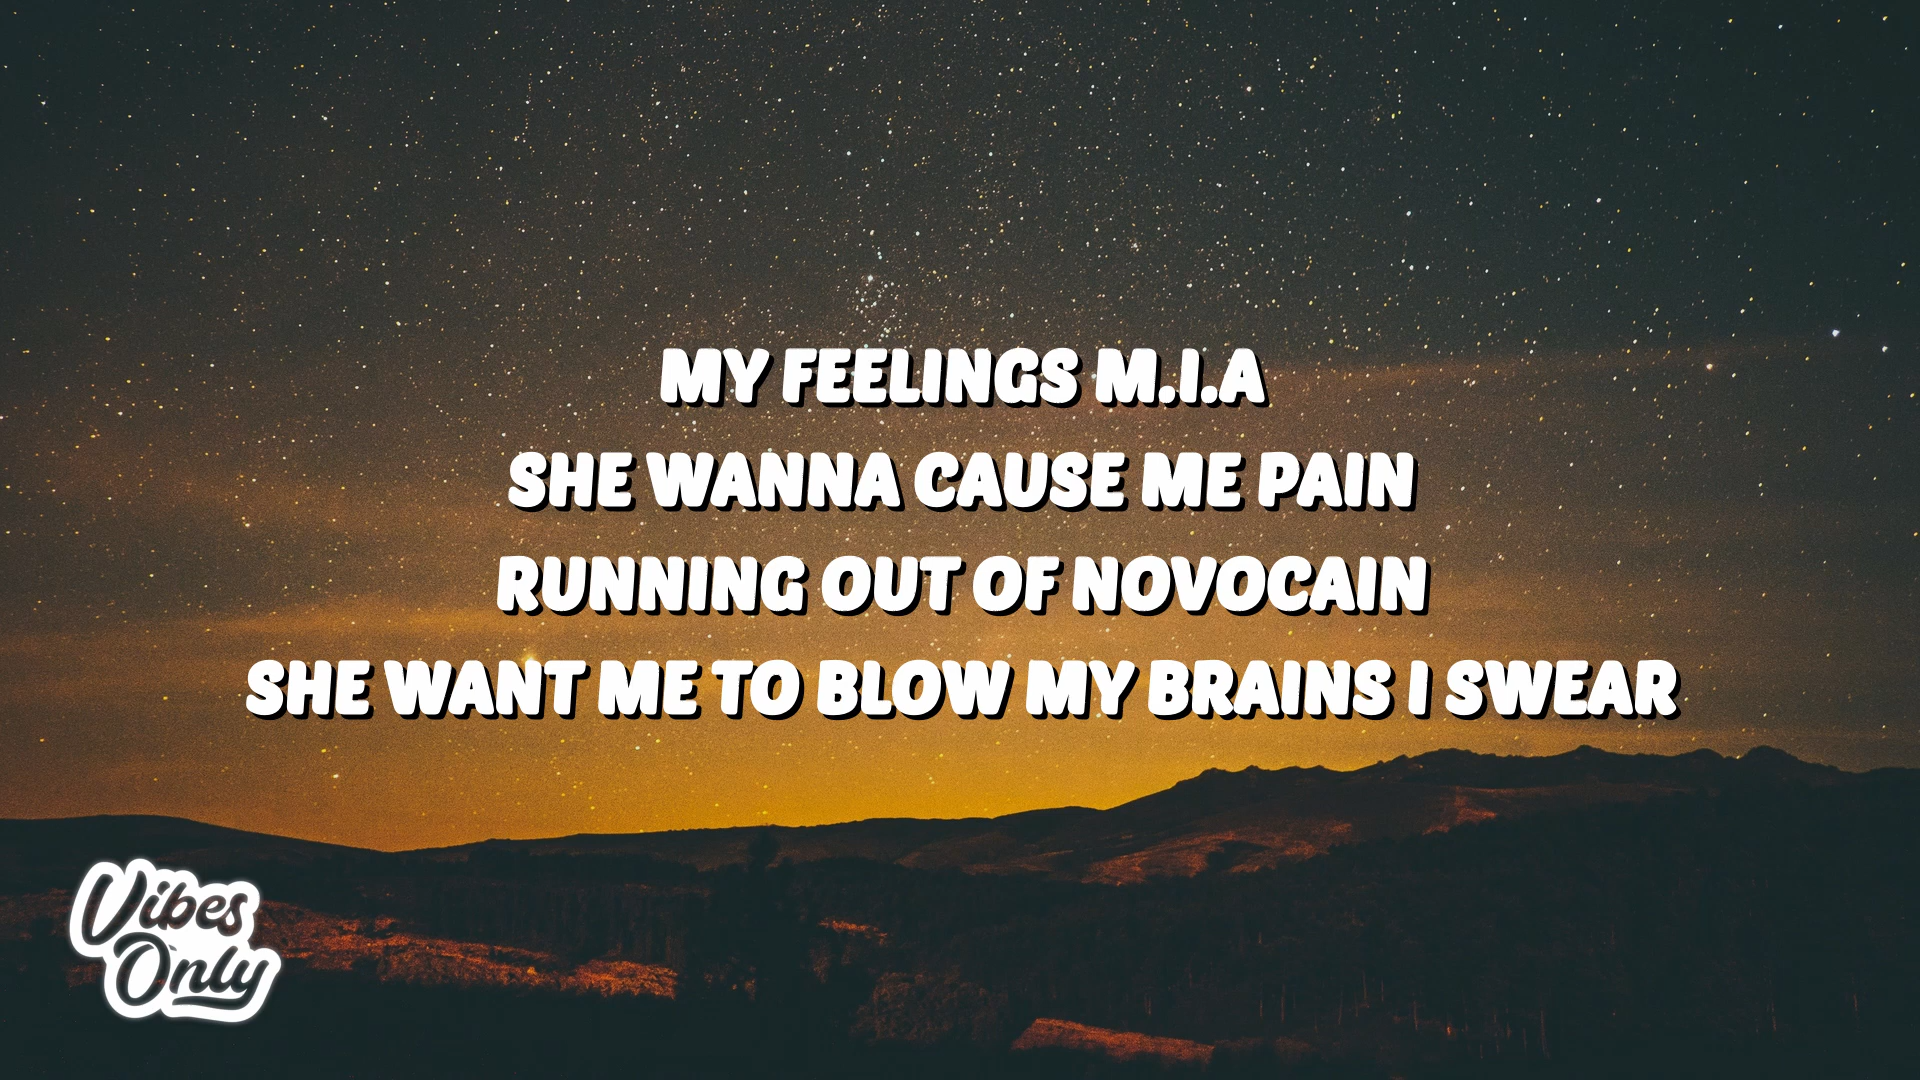 MY FEELINGS M.I.A
SHE WANNA CAUSE ME PAIN
RUNNING OUT OF NOVOCAIN
SHE WANT ME TO BLOW MY BRAINS I SWEAR
Vibes
Only